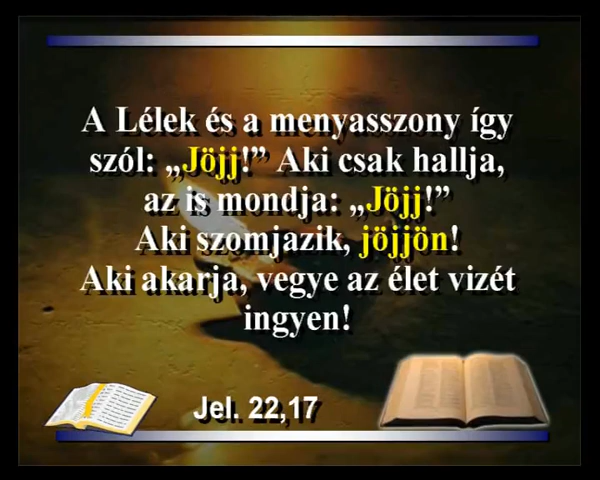 A Lélek és a menyasszony így
szól: „Jöjj!” Aki csak hallja,
az is mondja: „Jöjj!”
Aki szomjazik, jöjjön!
Aki akarja, vegye az élet vizét
ingyen!
Jel. 22,17